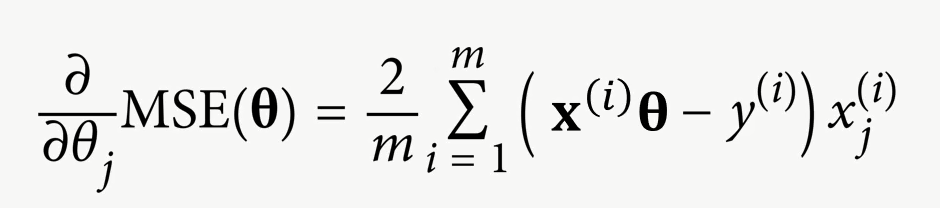 ∂/∂θ_j MSE(𝛉) = 2/m ∑_{i = 1}^{m} ( 𝐱^{(i)}𝛉 − y^{(i)} ) x_j^{(i)}